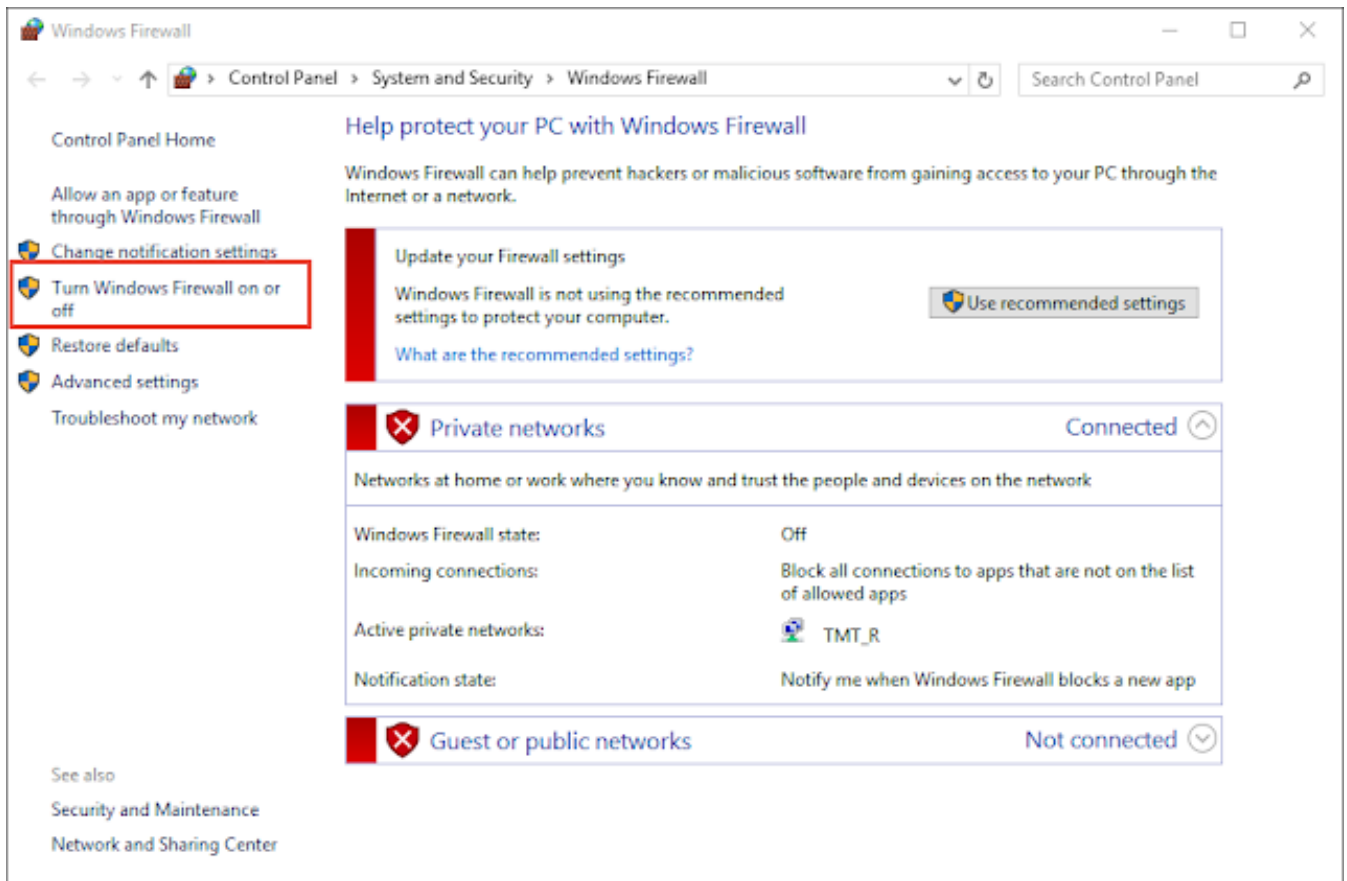 Windows Firewall
Control Panel > System and Security > Windows Firewall
Search Control Panel
Control Panel Home
Allow an app or feature
through Windows Firewall
Change notification settings
Turn Windows Firewall on or
off
Restore defaults
Advanced settings
Troubleshoot my network
See also
Security and Maintenance
Network and Sharing Center
Help protect your PC with Windows Firewall
Windows Firewall can help prevent hackers or malicious software from gaining access to your PC through the
Internet or a network.
Update your Firewall settings
Windows Firewall is not using the recommended
settings to protect your computer.
Use recommended settings
What are the recommended settings?
Private networks Connected
Networks at home or work where you know and trust the people and devices on the network
Windows Firewall state: Off
Incoming connections: Block all connections to apps that are not on the list
of allowed apps
Active private networks: TMT_R
Notification state: Notify me when Windows Firewall blocks a new app
Guest or public networks Not connected